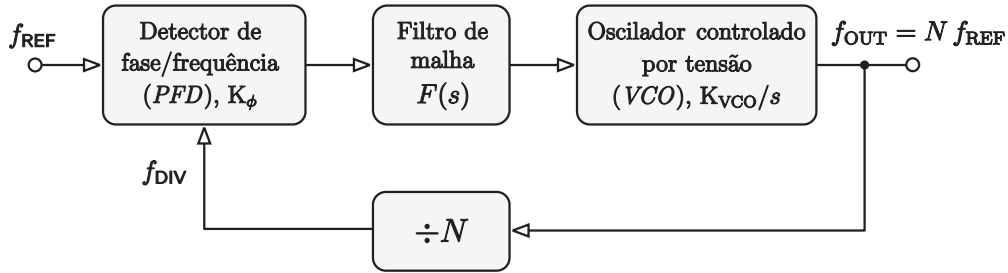 f_REF
Detector de
fase/frequência
(PFD), K_ϕ
Filtro de
malha
F(s)
Oscilador controlado
por tensão
(VCO), K_VCO/s
f_OUT = N f_REF
f_DIV
÷N